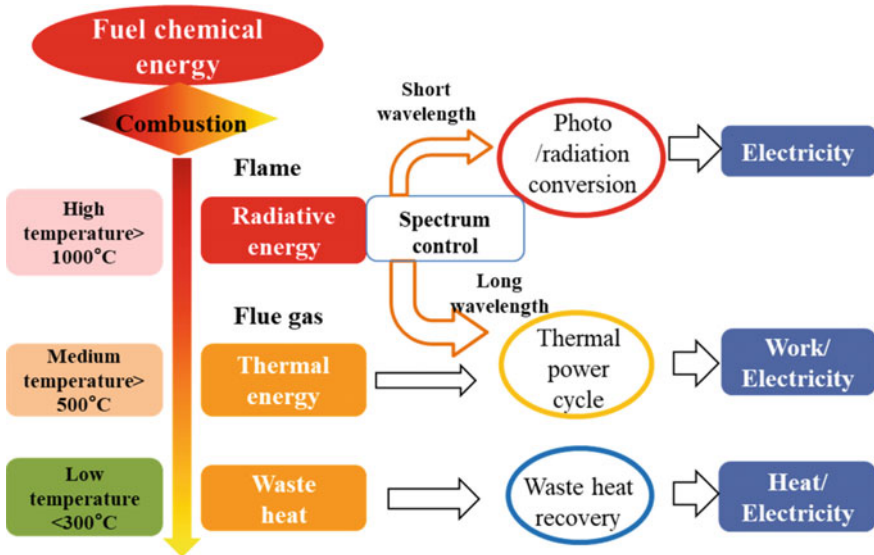 Fuel chemical
energy
Combustion
Short
wavelength
Photo
/radiation
conversion
Electricity
Flame
High
temperature>
1000°C
Radiative
energy
Spectrum
control
Long
wavelength
Flue gas
Medium
temperature>
500°C
Thermal
energy
Thermal
power
cycle
Work/
Electricity
Low
temperature
<300°C
Waste
heat
Waste heat
recovery
Heat/
Electricity